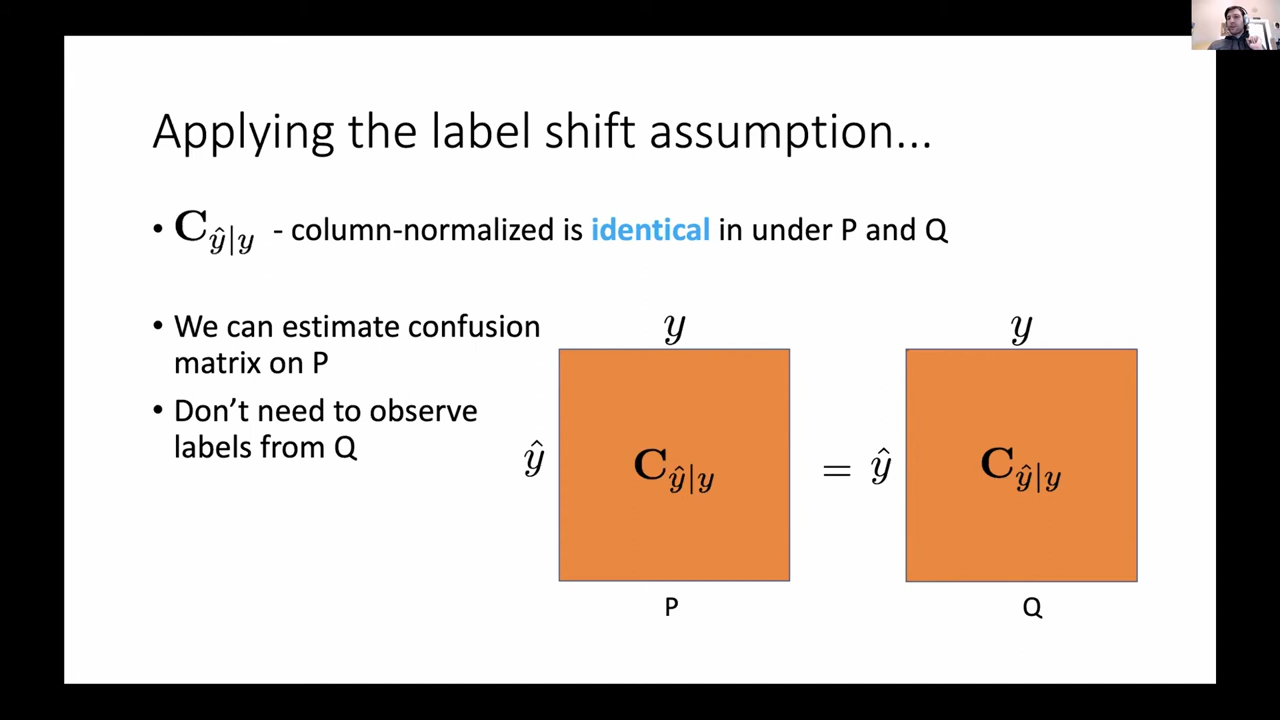 Applying the label shift assumption...
• C_{ŷ|y} - column-normalized is identical in under P and Q
• We can estimate confusion
matrix on P
• Don’t need to observe
labels from Q
y
y
ŷ
C_{ŷ|y}
= ŷ
C_{ŷ|y}
P
Q